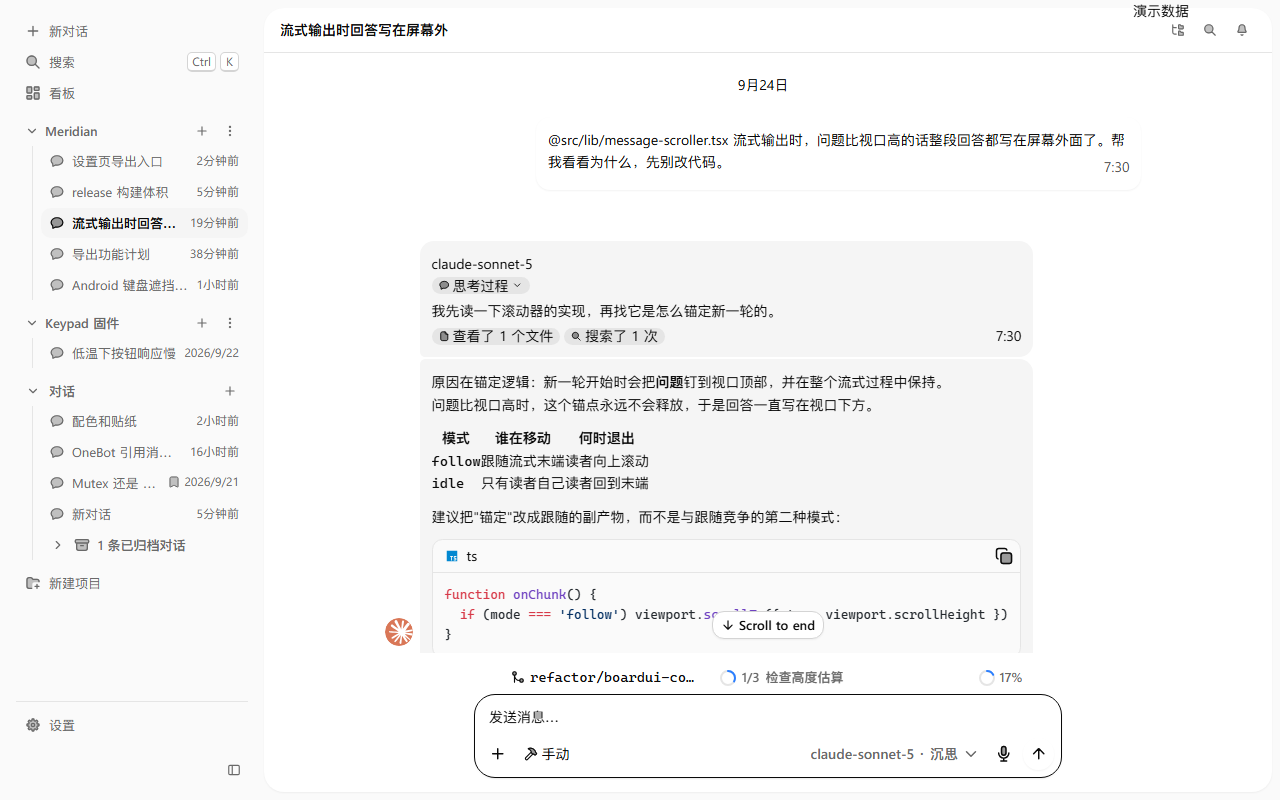 新对话
搜索 Ctrl K
看板
Meridian
设置页导出入口 2分钟前
release 构建体积 5分钟前
流式输出时回答… 19分钟前
导出功能计划 38分钟前
Android 键盘遮挡… 1小时前
Keypad 固件
低温下按钮响应慢 2026/9/22
对话
配色和贴纸 2小时前
OneBot 引用消… 16小时前
Mutex 还是 … 2026/9/21
新对话 5分钟前
1 条已归档对话
新建项目
设置
流式输出时回答写在屏幕外
演示数据
9月24日
@src/lib/message-scroller.tsx 流式输出时，问题比视口高的话整段回答都写在屏幕外面了。帮
我看看为什么，先别改代码。
7:30
claude-sonnet-5
思考过程
我先读一下滚动器的实现，再找它是怎么锚定新一轮的。
查看了 1 个文件 搜索了 1 次 7:30
原因在锚定逻辑：新一轮开始时会把问题钉到视口顶部，并在整个流式过程中保持。
问题比视口高时，这个锚点永远不会释放，于是回答一直写在视口下方。
模式 谁在移动 何时退出
follow 跟随流式末端 读者向上滚动
idle 只有读者自己 读者回到末端
建议把"锚定"改成跟随的副产物，而不是与跟随竞争的第二种模式：
TS ts
function onChunk() {
if (mode === 'follow') viewport. viewport.scrollHeight })
}
Scroll to end
refactor/boardui-co… 1/3 检查高度估算 17%
发送消息…
手动 claude-sonnet-5 · 沉思